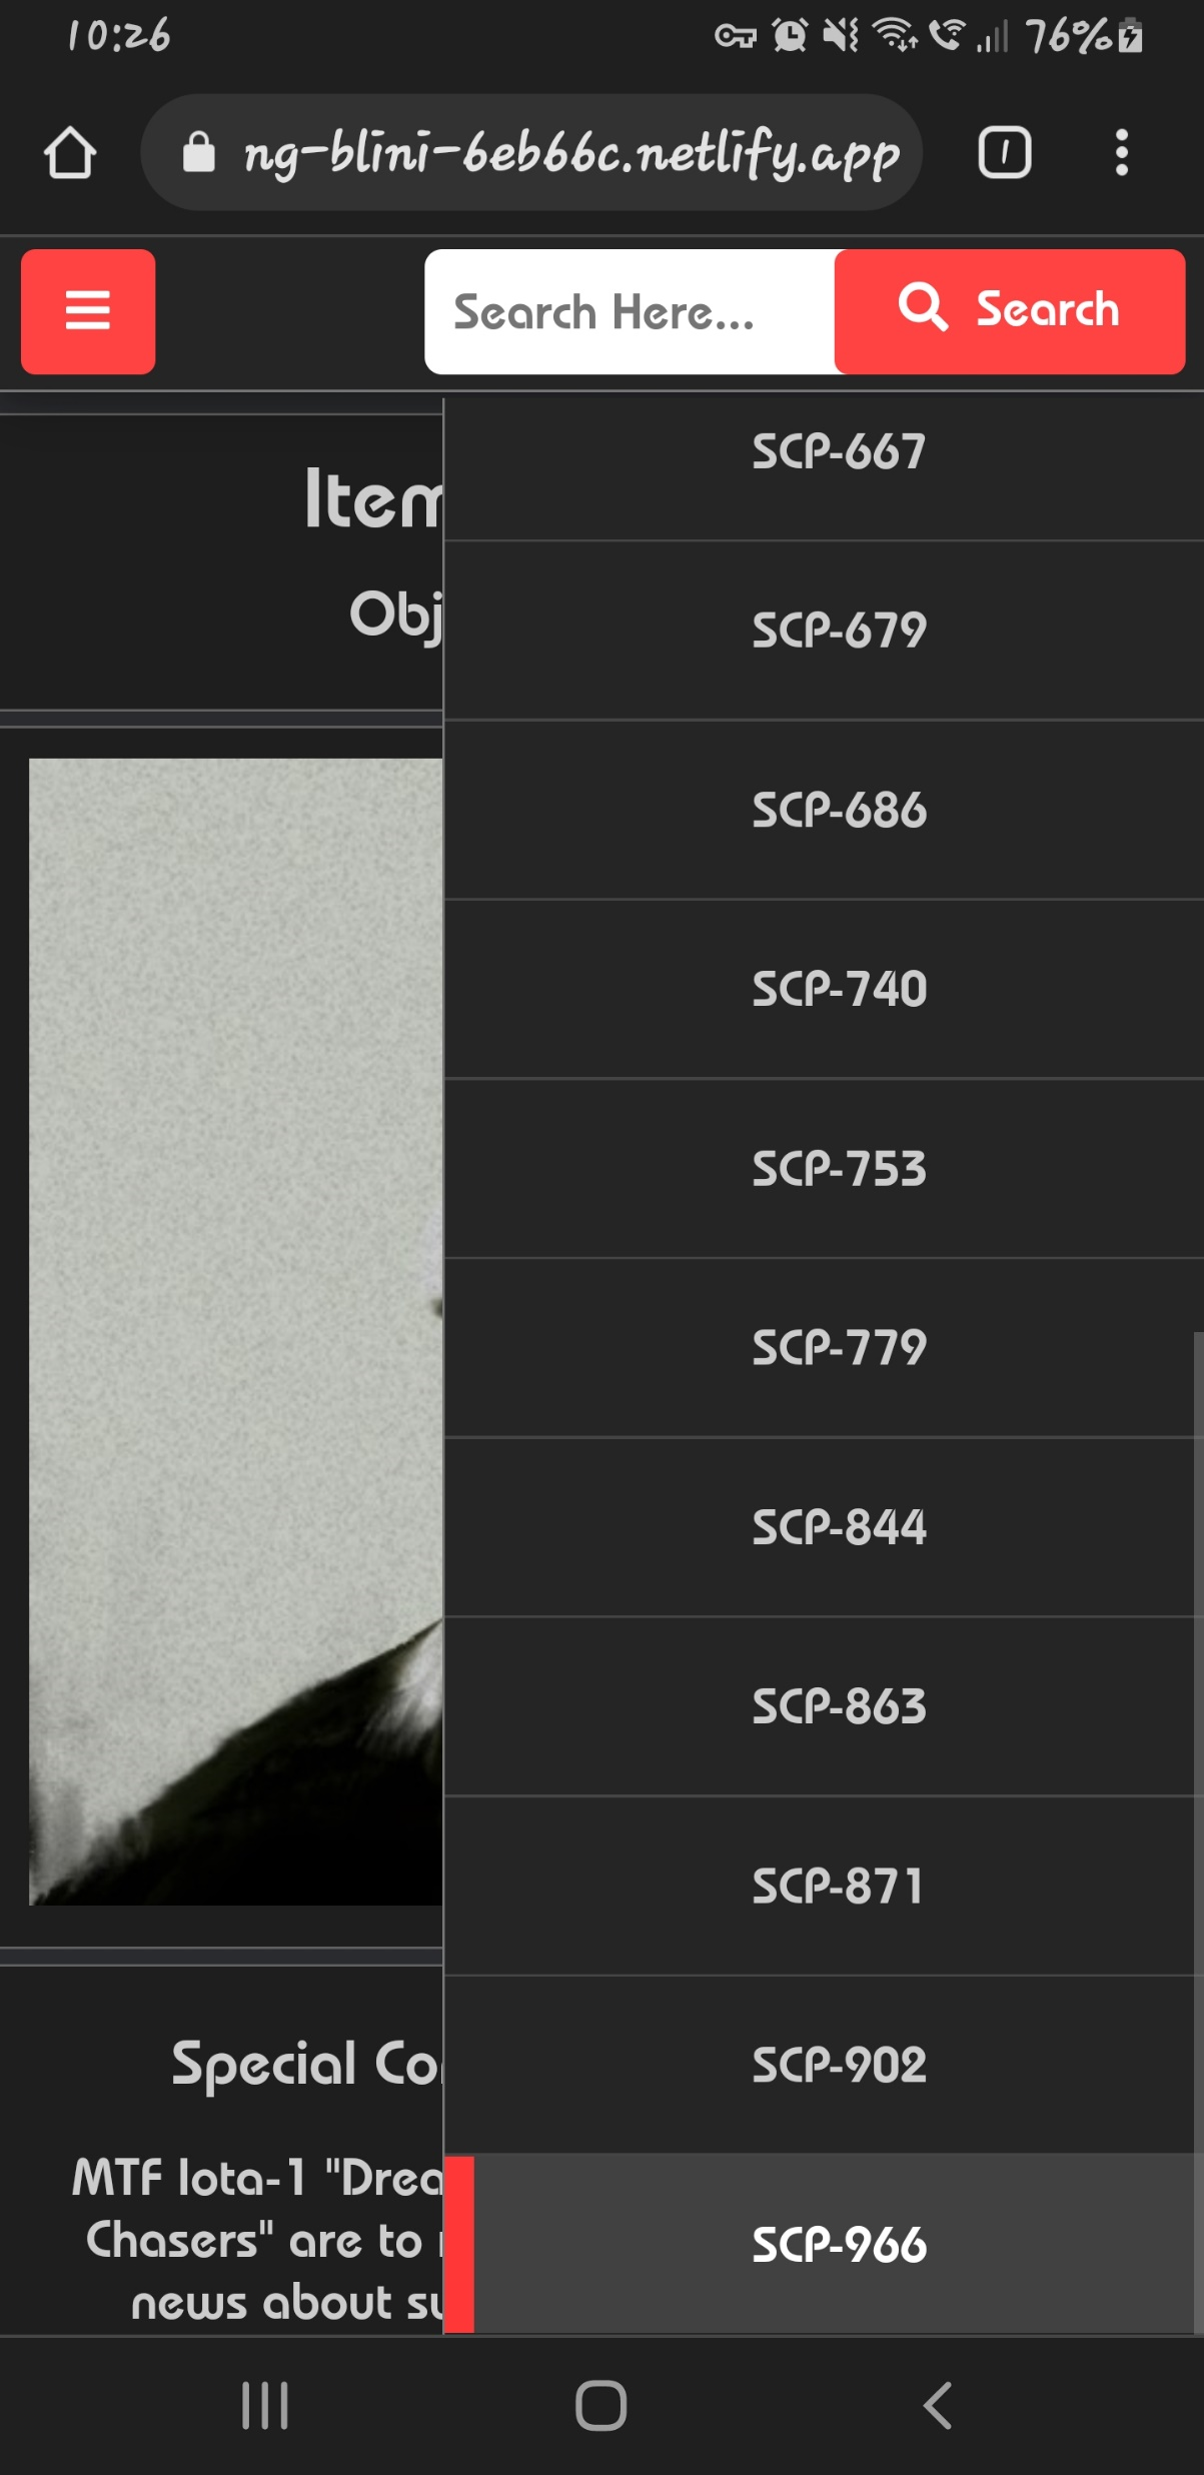 10:26
76%
ng-blini-6eb66c.netlify.app
1
Search Here...
Search
Item
Obj
SCP-667
SCP-679
SCP-686
SCP-740
SCP-753
SCP-779
SCP-844
SCP-863
SCP-871
SCP-902
SCP-966
Special Co
MTF Iota-1 "Drea
Chasers" are to
news about su